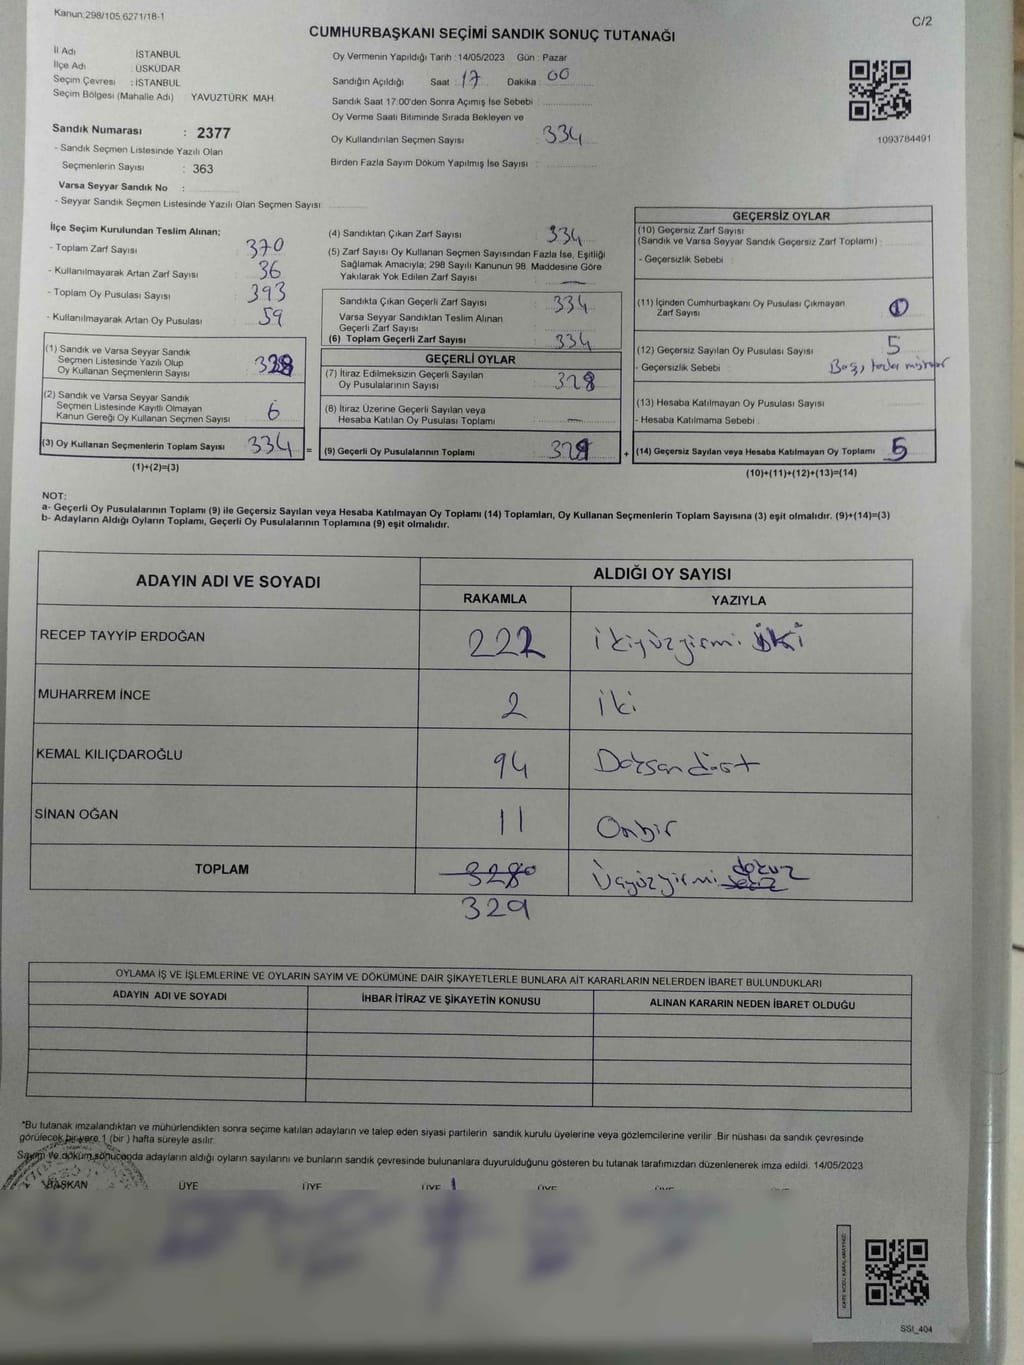 Kanun:298/105.6271/18-1
C/2
CUMHURBAŞKANI SEÇİMİ SANDIK SONUÇ TUTANAĞI
İl Adı İSTANBUL
İlçe Adı : ÜSKÜDAR
Seçim Çevresi : İSTANBUL
Seçim Bölgesi (Mahalle Adı) YAVUZTÜRK MAH.
Sandık Numarası : 2377
- Sandık Seçmen Listesinde Yazılı Olan
Seçmenlerin Sayısı : 363
Varsa Seyyar Sandık No :
- Seyyar Sandık Seçmen Listesinde Yazılı Olan Seçmen Sayısı
Oy Vermenin Yapıldığı Tarih : 14/05/2023 Gün : Pazar
Sandığın Açıldığı Saat : 17 Dakika : 00
Sandık Saat 17:00'den Sonra Açımış İse Sebebi :
Oy Verme Saati Bitiminde Sırada Bekleyen ve
Oy Kullandırılan Seçmen Sayısı : 334
Birden Fazla Sayım Döküm Yapılmış İse Sayısı :
1093784491
İlçe Seçim Kurulundan Teslim Alınan;
- Toplam Zarf Sayısı 370
- Kullanılmayarak Artan Zarf Sayısı 36
- Toplam Oy Pusulası Sayısı 393
- Kullanılmayarak Artan Oy Pusulası 59
(1) Sandık ve Varsa Seyyar Sandık
Seçmen Listesinde Yazılı Olup
Oy Kullanan Seçmenlerin Sayısı 328
(2) Sandık ve Varsa Seyyar Sandık
Seçmen Listesinde Kayıtlı Olmayan
Kanun Gereği Oy Kullanan Seçmen Sayısı 6
(3) Oy Kullanan Seçmenlerin Toplam Sayısı 334 =
(1)+(2)=(3)
(4) Sandıktan Çıkan Zarf Sayısı 334
(5) Zarf Sayısı Oy Kullanan Seçmen Sayısından Fazla İse, Eşitliği
Sağlamak Amacıyla; 298 Sayılı Kanunun 98. Maddesine Göre
Yakılarak Yok Edilen Zarf Sayısı —
Sandıkta Çıkan Geçerli Zarf Sayısı 334
Varsa Seyyar Sandıktan Teslim Alınan
Geçerli Zarf Sayısı
(6) Toplam Geçerli Zarf Sayısı 334
GEÇERLİ OYLAR
(7) İtiraz Edilmeksizin Geçerli Sayılan
Oy Pusulalarının Sayısı 328
(8) İtiraz Üzerine Geçerli Sayılan veya
Hesaba Katılan Oy Pusulası Toplamı —
(9) Geçerli Oy Pusulalarının Toplamı 329 +
GEÇERSİZ OYLAR
(10) Geçersiz Zarf Sayısı
(Sandık ve Varsa Seyyar Sandık Geçersiz Zarf Toplamı) :
- Geçersizlik Sebebi :
(11) İçinden Cumhurbaşkanı Oy Pusulası Çıkmayan
Zarf Sayısı
(12) Geçersiz Sayılan Oy Pusulası Sayısı 5
- Geçersizlik Sebebi :
(13) Hesaba Katılmayan Oy Pusulası Sayısı
- Hesaba Katılmama Sebebi :
(14) Geçersiz Sayılan veya Hesaba Katılmayan Oy Toplamı 5
(10)+(11)+(12)+(13)=(14)
NOT:
a- Geçerli Oy Pusulalarının Toplamı (9) ile Geçersiz Sayılan veya Hesaba Katılmayan Oy Toplamı (14) Toplamları, Oy Kullanan Seçmenlerin Toplam Sayısına (3) eşit olmalıdır. (9)+(14)=(3)
b- Adayların Aldığı Oyların Toplamı, Geçerli Oy Pusulalarının Toplamına (9) eşit olmalıdır.
ADAYIN ADI VE SOYADI ALDIĞI OY SAYISI
RAKAMLA YAZIYLA
RECEP TAYYİP ERDOĞAN 222 ikiyüzyirmi iki
MUHARREM İNCE 2 iki
KEMAL KILIÇDAROĞLU 94 Doksan dört
SİNAN OĞAN 11 Onbir
TOPLAM 328 Üçyüzyirmi sekiz dokuz
329
OYLAMA İŞ VE İŞLEMLERİNE VE OYLARIN SAYIM VE DÖKÜMÜNE DAİR ŞİKAYETLERLE BUNLARA AİT KARARLARIN NELERDEN İBARET BULUNDUKLARI
ADAYIN ADI VE SOYADI İHBAR İTİRAZ VE ŞİKAYETİN KONUSU ALINAN KARARIN NEDEN İBARET OLDUĞU
*Bu tutanak imzalandıktan ve mühürlendikten sonra seçime katılan adayların ve talep eden siyasi partilerin sandık kurulu üyelerine veya gözlemcilerine verilir. Bir nüshası da sandık çevresinde
görülecek bir yere 1 (bir) hafta süreyle asılır.
Sayım ve döküm sonucunda adayların aldığı oyların sayılarını ve bunların sandık çevresinde bulunanlara duyurulduğunu gösteren bu tutanak tarafımızdan düzenlenerek imza edildi. 14/05/2023
BAŞKAN ÜYE ÜYE ÜYE ÜYE
SSI_404